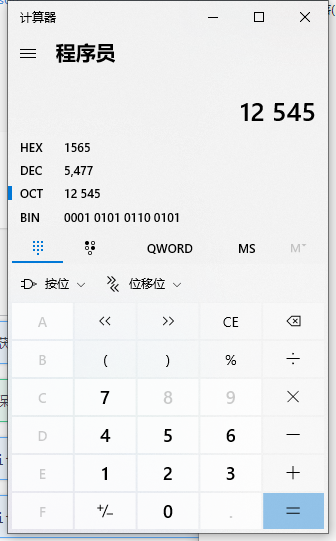 计算器
程序员
12 545
HEX 1565
DEC 5,477
OCT 12 545
BIN 0001 0101 0110 0101
QWORD MS M˅
按位 位移位
A << >> CE
B ( ) % ÷
C 7 8 9 ×
D 4 5 6 −
E 1 2 3 +
F +/− 0 . =